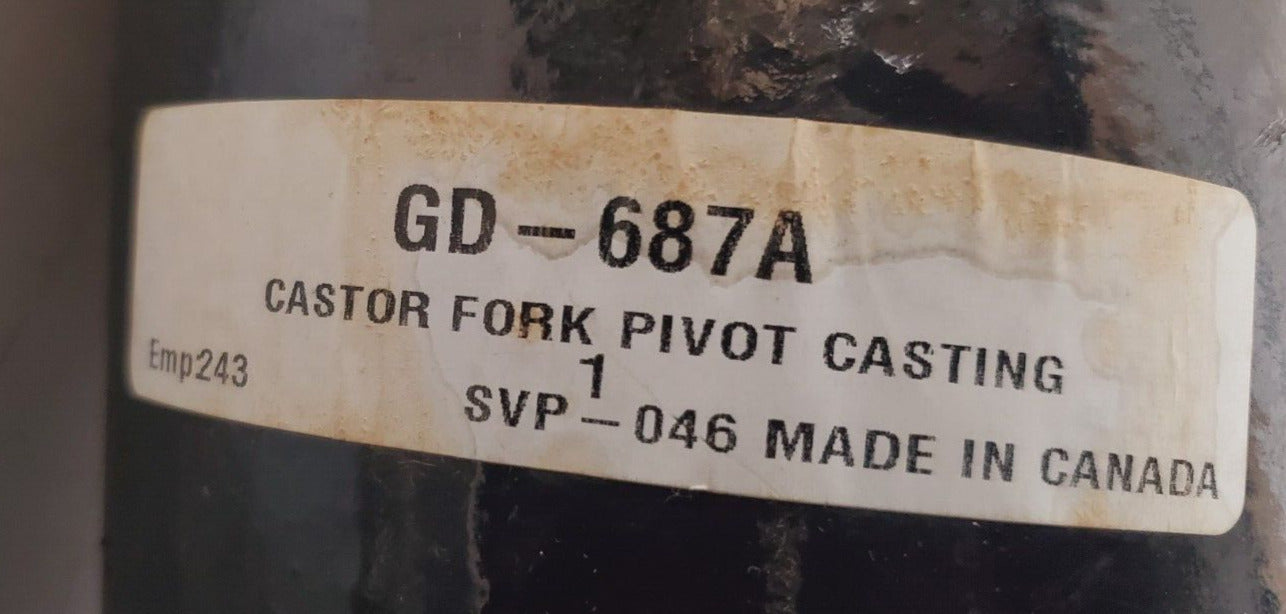 GD-687A
CASTOR FORK PIVOT CASTING
Emp243
1
SVP-046 MADE IN CANADA